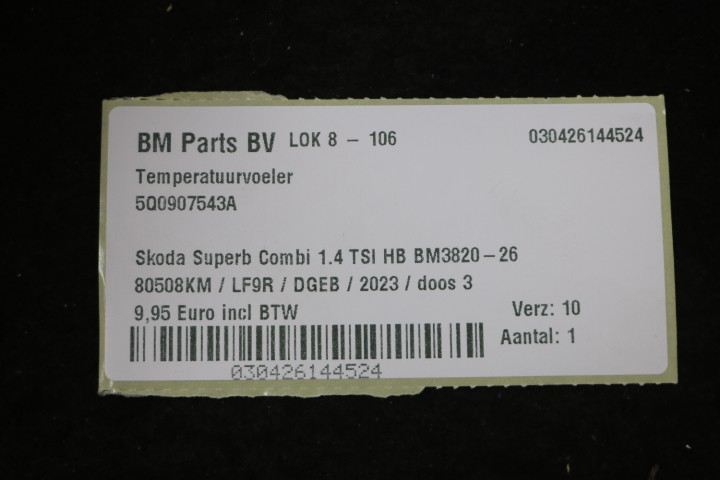 BM Parts BV LOK 8 - 106 030426144524
Temperatuurvoeler
5Q0907543A
Skoda Superb Combi 1.4 TSI HB BM3820-26
80508KM / LF9R / DGEB / 2023 / doos 3
9,95 Euro incl BTW Verz: 10
Aantal: 1
030426144524